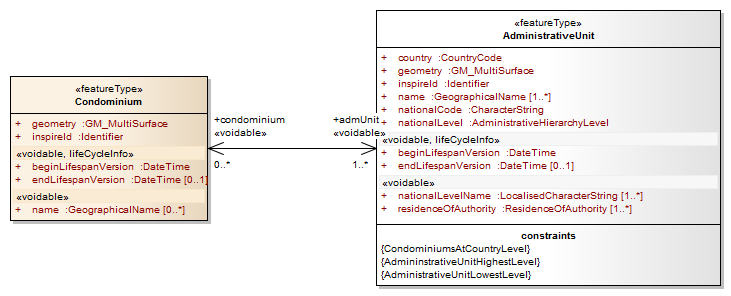 «featureType»
Condominium
+ geometry :GM_MultiSurface
+ inspireId :Identifier
«voidable, lifeCycleInfo»
+ beginLifespanVersion :DateTime
+ endLifespanVersion :DateTime [0..1]
«voidable»
+ name :GeographicalName [0..*]
+condominium
«voidable»
0..*
+admUnit
«voidable»
1..*
«featureType»
AdministrativeUnit
+ country :CountryCode
+ geometry :GM_MultiSurface
+ inspireId :Identifier
+ name :GeographicalName [1..*]
+ nationalCode :CharacterString
+ nationalLevel :AdministrativeHierarchyLevel
«voidable, lifeCycleInfo»
+ beginLifespanVersion :DateTime
+ endLifespanVersion :DateTime [0..1]
«voidable»
+ nationalLevelName :LocalisedCharacterString [1..*]
+ residenceOfAuthority :ResidenceOfAuthority [1..*]
constraints
{CondominiumsAtCountryLevel}
{AdmininstrativeUnitHighestLevel}
{AdministrativeUnitLowestLevel}